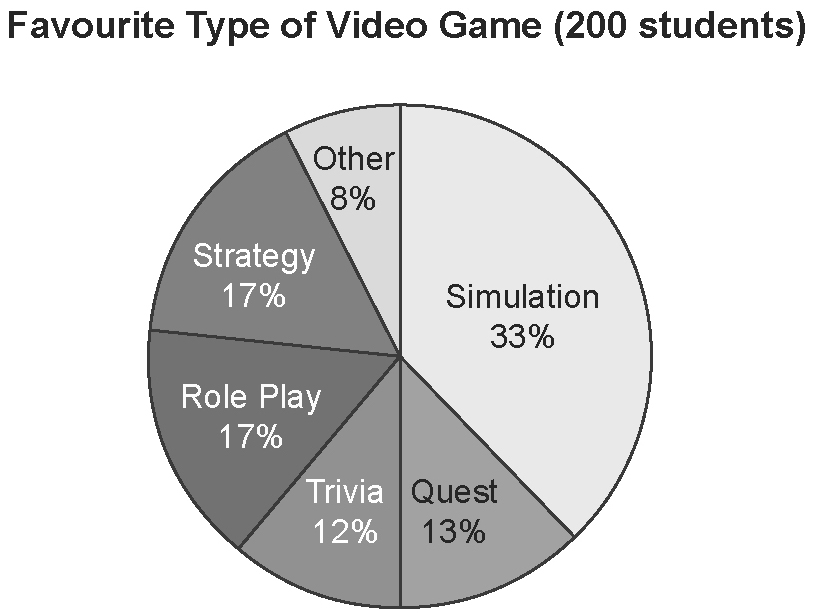 Favourite Type of Video Game (200 students)
Other
8%
Simulation
33%
Quest
13%
Trivia
12%
Role Play
17%
Strategy
17%